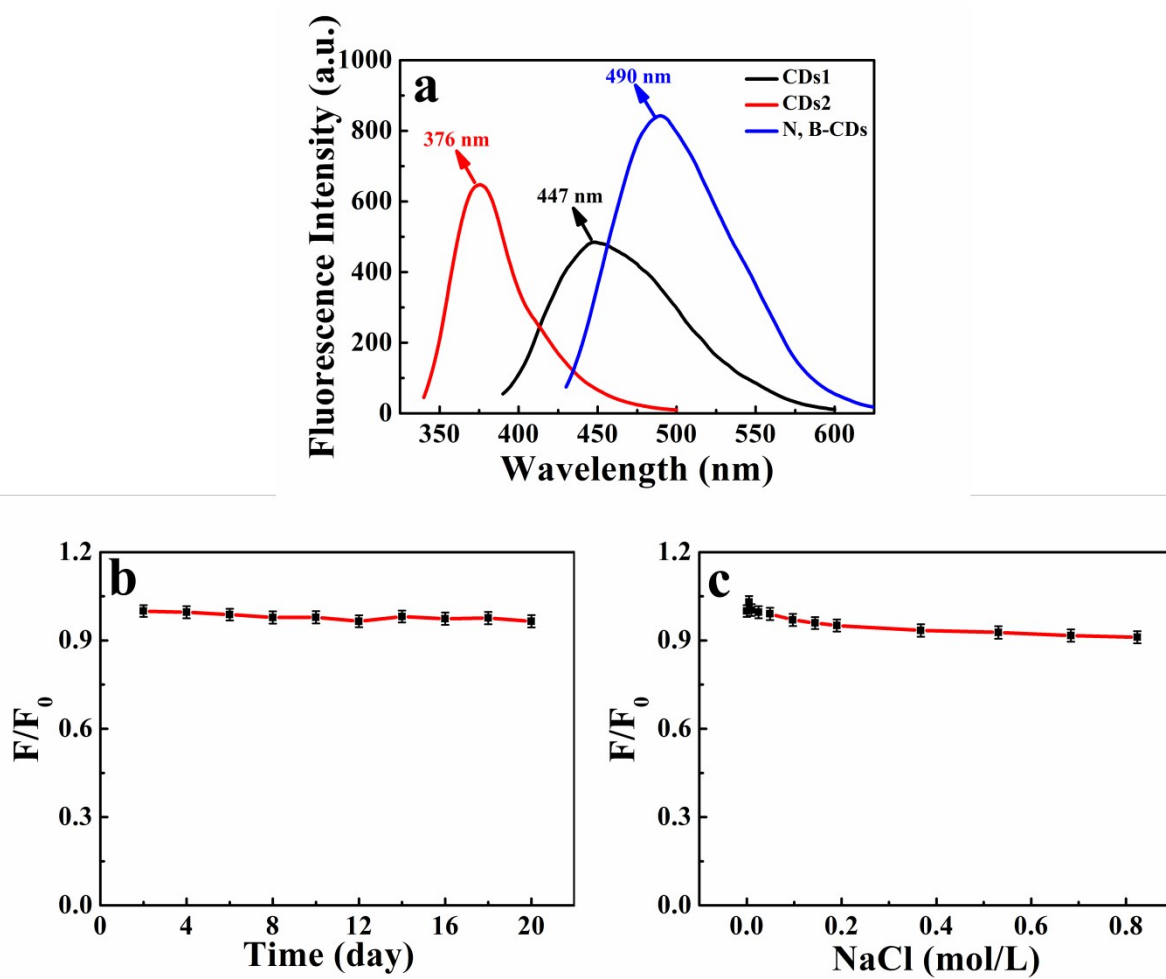 a
1000
800
600
400
200
0
350 400 450 500 550 600
Fluorescence Intensity (a.u.)
Wavelength (nm)
376 nm
447 nm
490 nm
CDs1
CDs2
N, B-CDs
b
1.2
0.9
0.6
0.3
0.0
0 4 8 12 16 20
F/F0
Time (day)
c
1.2
0.9
0.6
0.3
0.0
0.0 0.2 0.4 0.6 0.8
F/F0
NaCl (mol/L)